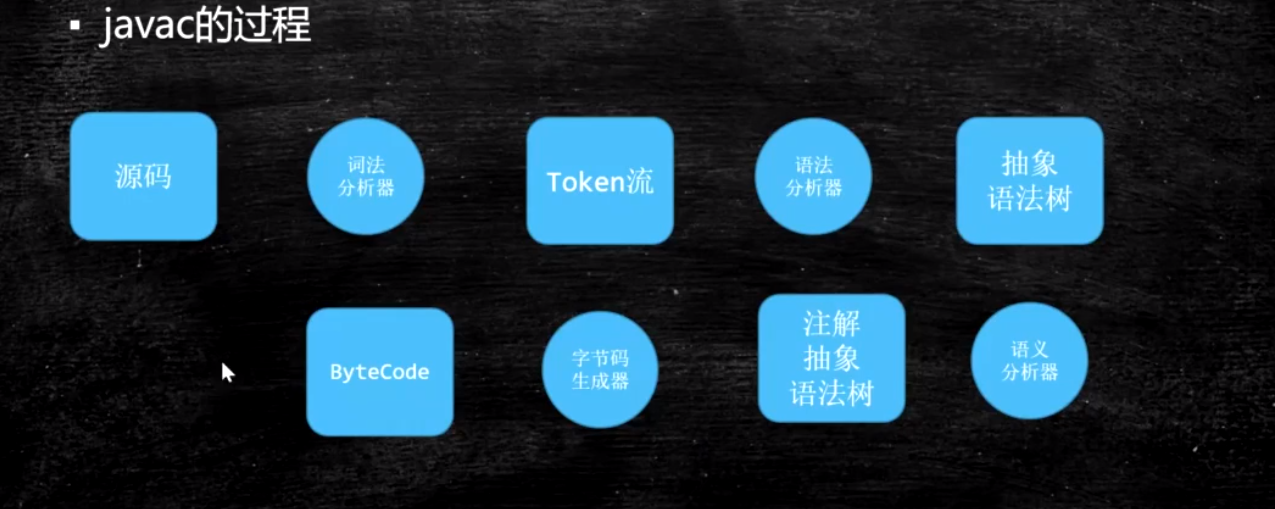 ▪ javac的过程
源码
词法
分析器
Token流
语法
分析器
抽象
语法树
ByteCode
字节码
生成器
注解
抽象
语法树
语义
分析器